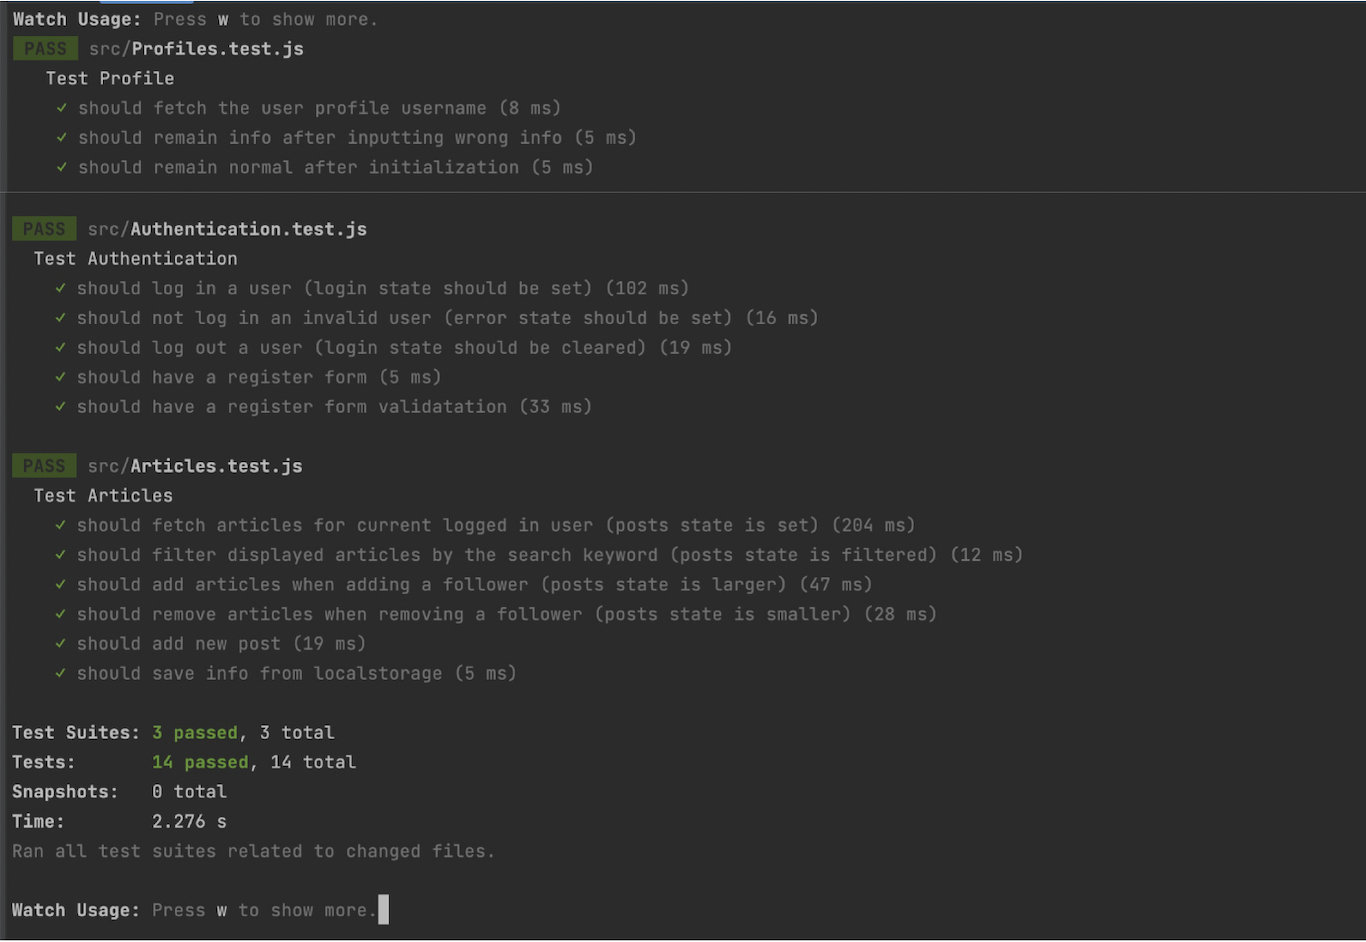 Watch Usage: Press w to show more.
PASS src/Profiles.test.js
Test Profile
✓ should fetch the user profile username (8 ms)
✓ should remain info after inputting wrong info (5 ms)
✓ should remain normal after initialization (5 ms)
PASS src/Authentication.test.js
Test Authentication
✓ should log in a user (login state should be set) (102 ms)
✓ should not log in an invalid user (error state should be set) (16 ms)
✓ should log out a user (login state should be cleared) (19 ms)
✓ should have a register form (5 ms)
✓ should have a register form validatation (33 ms)
PASS src/Articles.test.js
Test Articles
✓ should fetch articles for current logged in user (posts state is set) (204 ms)
✓ should filter displayed articles by the search keyword (posts state is filtered) (12 ms)
✓ should add articles when adding a follower (posts state is larger) (47 ms)
✓ should remove articles when removing a follower (posts state is smaller) (28 ms)
✓ should add new post (19 ms)
✓ should save info from localstorage (5 ms)
Test Suites: 3 passed, 3 total
Tests: 14 passed, 14 total
Snapshots: 0 total
Time: 2.276 s
Ran all test suites related to changed files.
Watch Usage: Press w to show more.